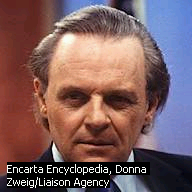 Encarta Encyclopedia, Donna
Zweig/Liaison Agency